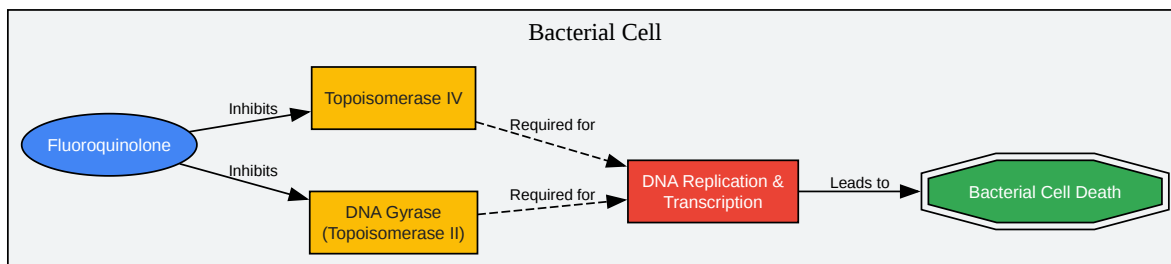 Bacterial Cell
Fluoroquinolone
Inhibits
Inhibits
Topoisomerase IV
DNA Gyrase
(Topoisomerase II)
Required for
Required for
DNA Replication &
Transcription
Leads to
Bacterial Cell Death